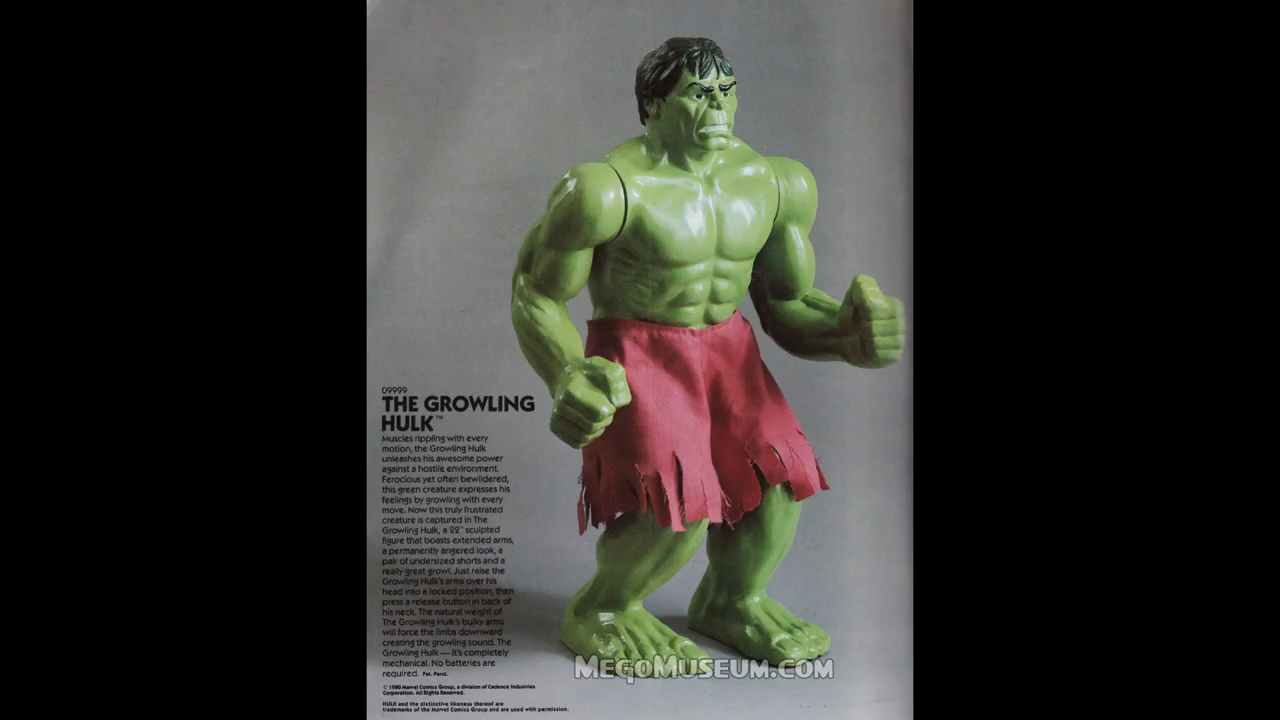 09999
THE GROWLING
HULK™
Muscles rippling with every
motion, the Growling Hulk
unleashes his awesome power
against a hostile environment.
Ferocious yet often bewildered,
this green creature expresses his
feelings by growling with every
move. Now this truly frustrated
creature is captured in The
Growling Hulk, a 22" sculpted
figure that boasts extended arms,
a permanently angered look, a
pair of undersized shorts and a
really great growl. Just raise the
Growling Hulk's arms over his
head into a locked position, then
press a release button in back of
his neck. The natural weight of
The Growling Hulk's bulky arms
will force the limbs downward
creating the growling sound. The
Growling Hulk — it's completely
mechanical. No batteries are
required. Pat. Pend.
© 1980 Marvel Comics Group, a division of Cadence Industries
Corporation. All Rights Reserved.
HULK and the distinctive likeness thereof are
trademarks of the Marvel Comics Group and are used with permission.
MegoMuseum.com